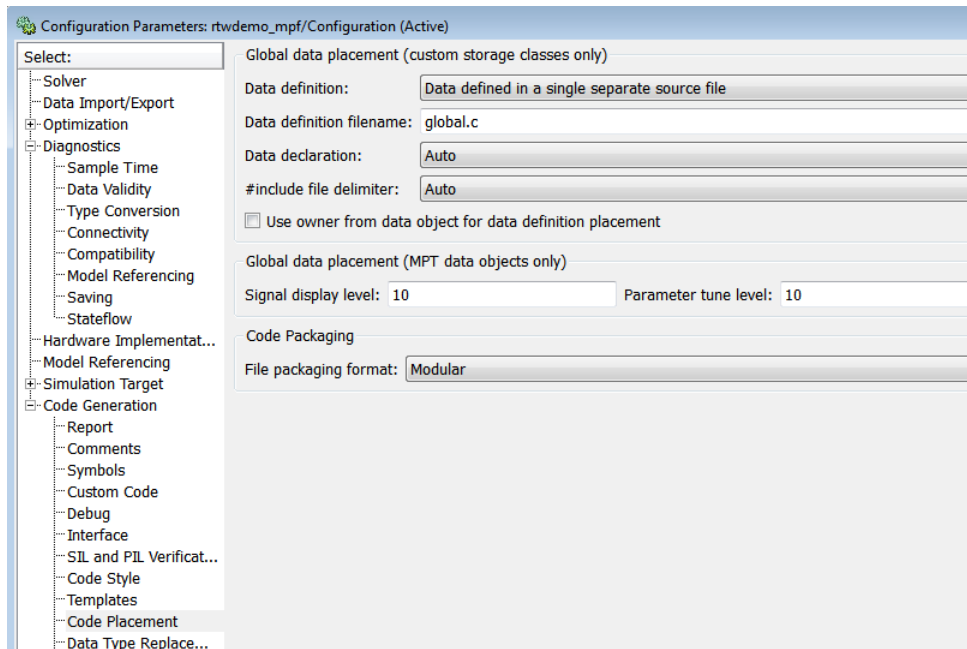 Configuration Parameters: rtwdemo_mpf/Configuration (Active)
Select:
Solver
Data Import/Export
Optimization
Diagnostics
Sample Time
Data Validity
Type Conversion
Connectivity
Compatibility
Model Referencing
Saving
Stateflow
Hardware Implementat...
Model Referencing
Simulation Target
Code Generation
Report
Comments
Symbols
Custom Code
Debug
Interface
SIL and PIL Verificat...
Code Style
Templates
Code Placement
Data Type Replace...
Global data placement (custom storage classes only)
Data definition: Data defined in a single separate source file
Data definition filename: global.c
Data declaration: Auto
#include file delimiter: Auto
Use owner from data object for data definition placement
Global data placement (MPT data objects only)
Signal display level: 10 Parameter tune level: 10
Code Packaging
File packaging format: Modular